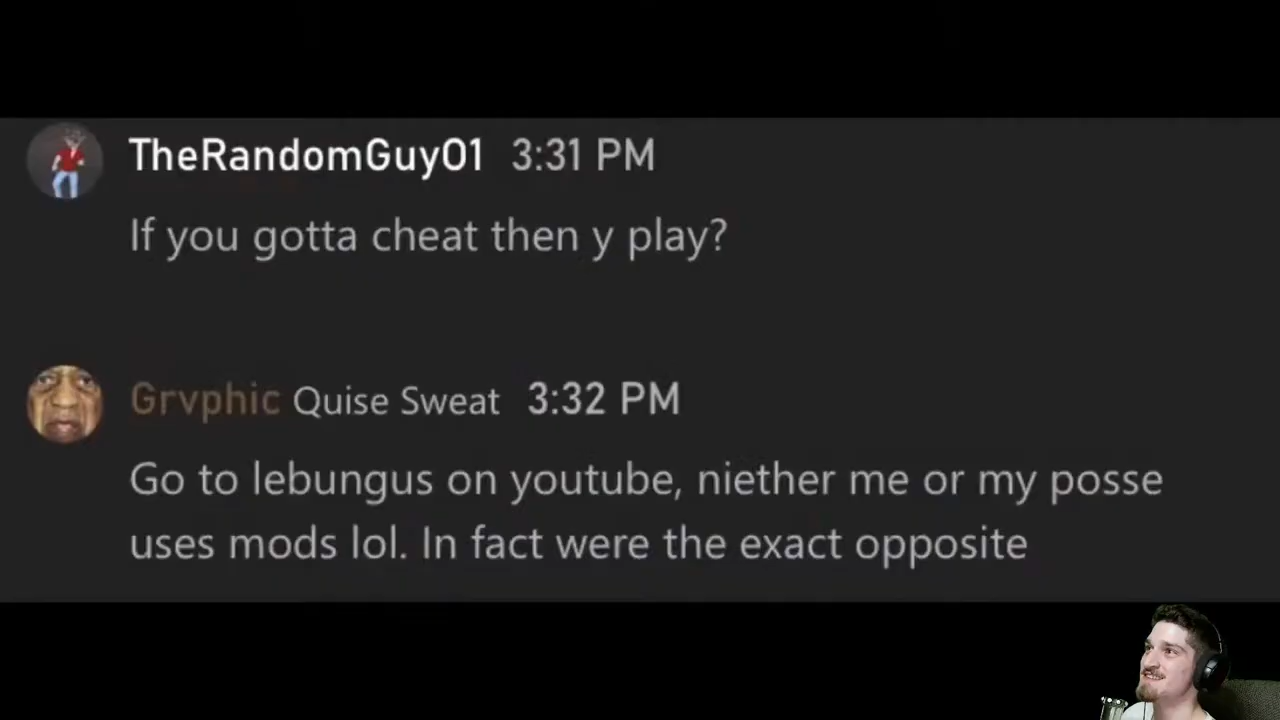 TheRandomGuy01 3:31 PM
If you gotta cheat then y play?
Grvphic Quise Sweat 3:32 PM
Go to lebungus on youtube, niether me or my posse
uses mods lol. In fact were the exact opposite